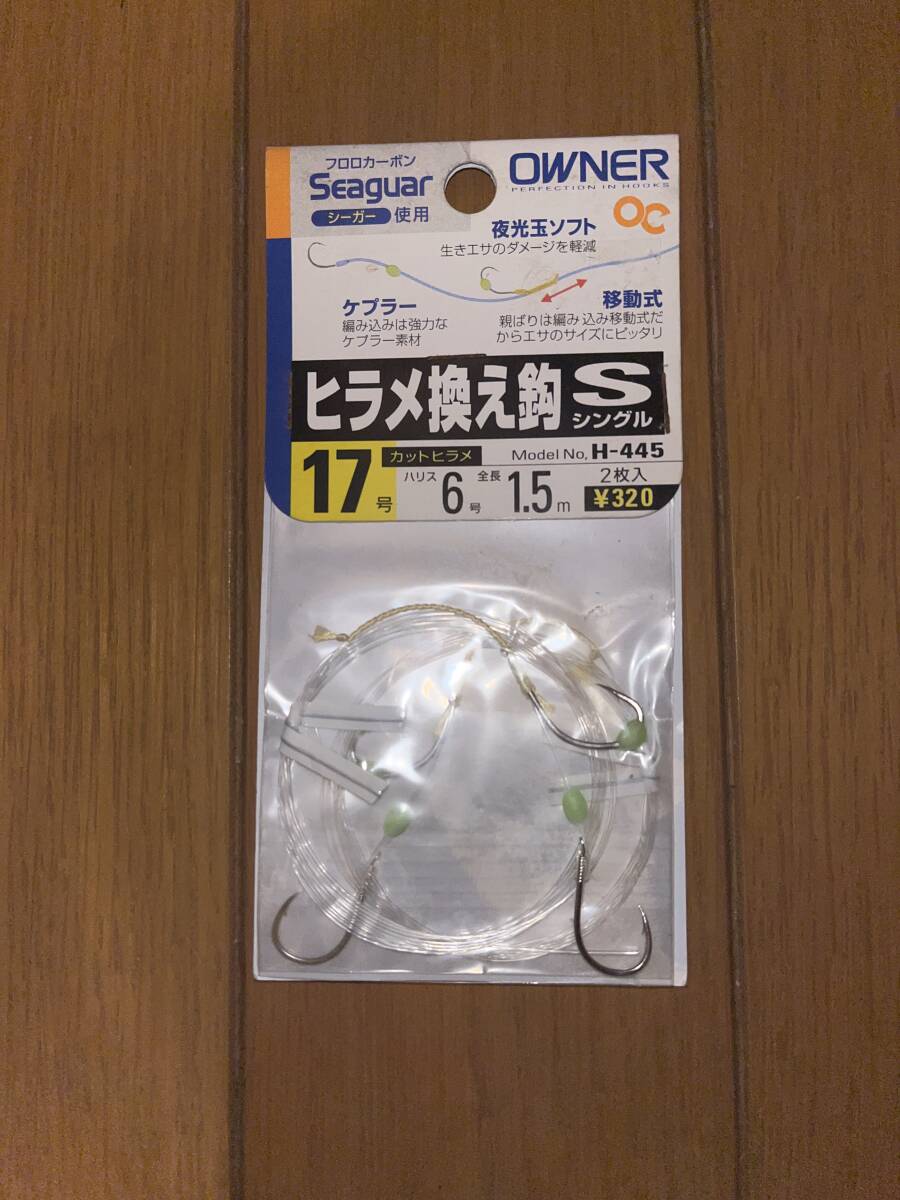 フロロカーボン
Seaguar
シーガー 使用
OWNER
PERFECTION IN HOOKS
夜光玉ソフト
生きエサのダメージを軽減
ケプラー
編み込みは強力な
ケプラー素材
移動式
親ばりは編み込み移動式だ
からエサのサイズにピッタリ
ヒラメ換え鈎 S
シングル
17号
カットヒラメ
Model No, H-445
ハリス 6号
全長 1.5m
2枚入
¥320